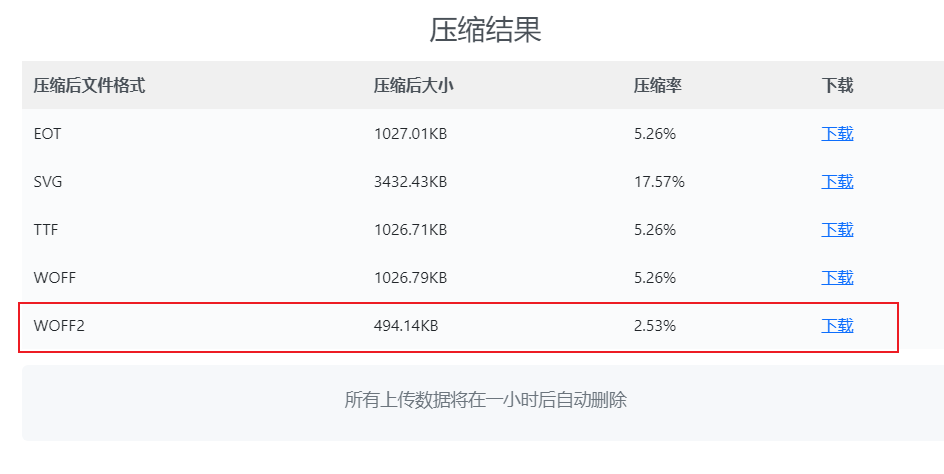 压缩结果
压缩后文件格式 压缩后大小 压缩率 下载
EOT 1027.01KB 5.26% 下载
SVG 3432.43KB 17.57% 下载
TTF 1026.71KB 5.26% 下载
WOFF 1026.79KB 5.26% 下载
WOFF2 494.14KB 2.53% 下载
所有上传数据将在一小时后自动删除